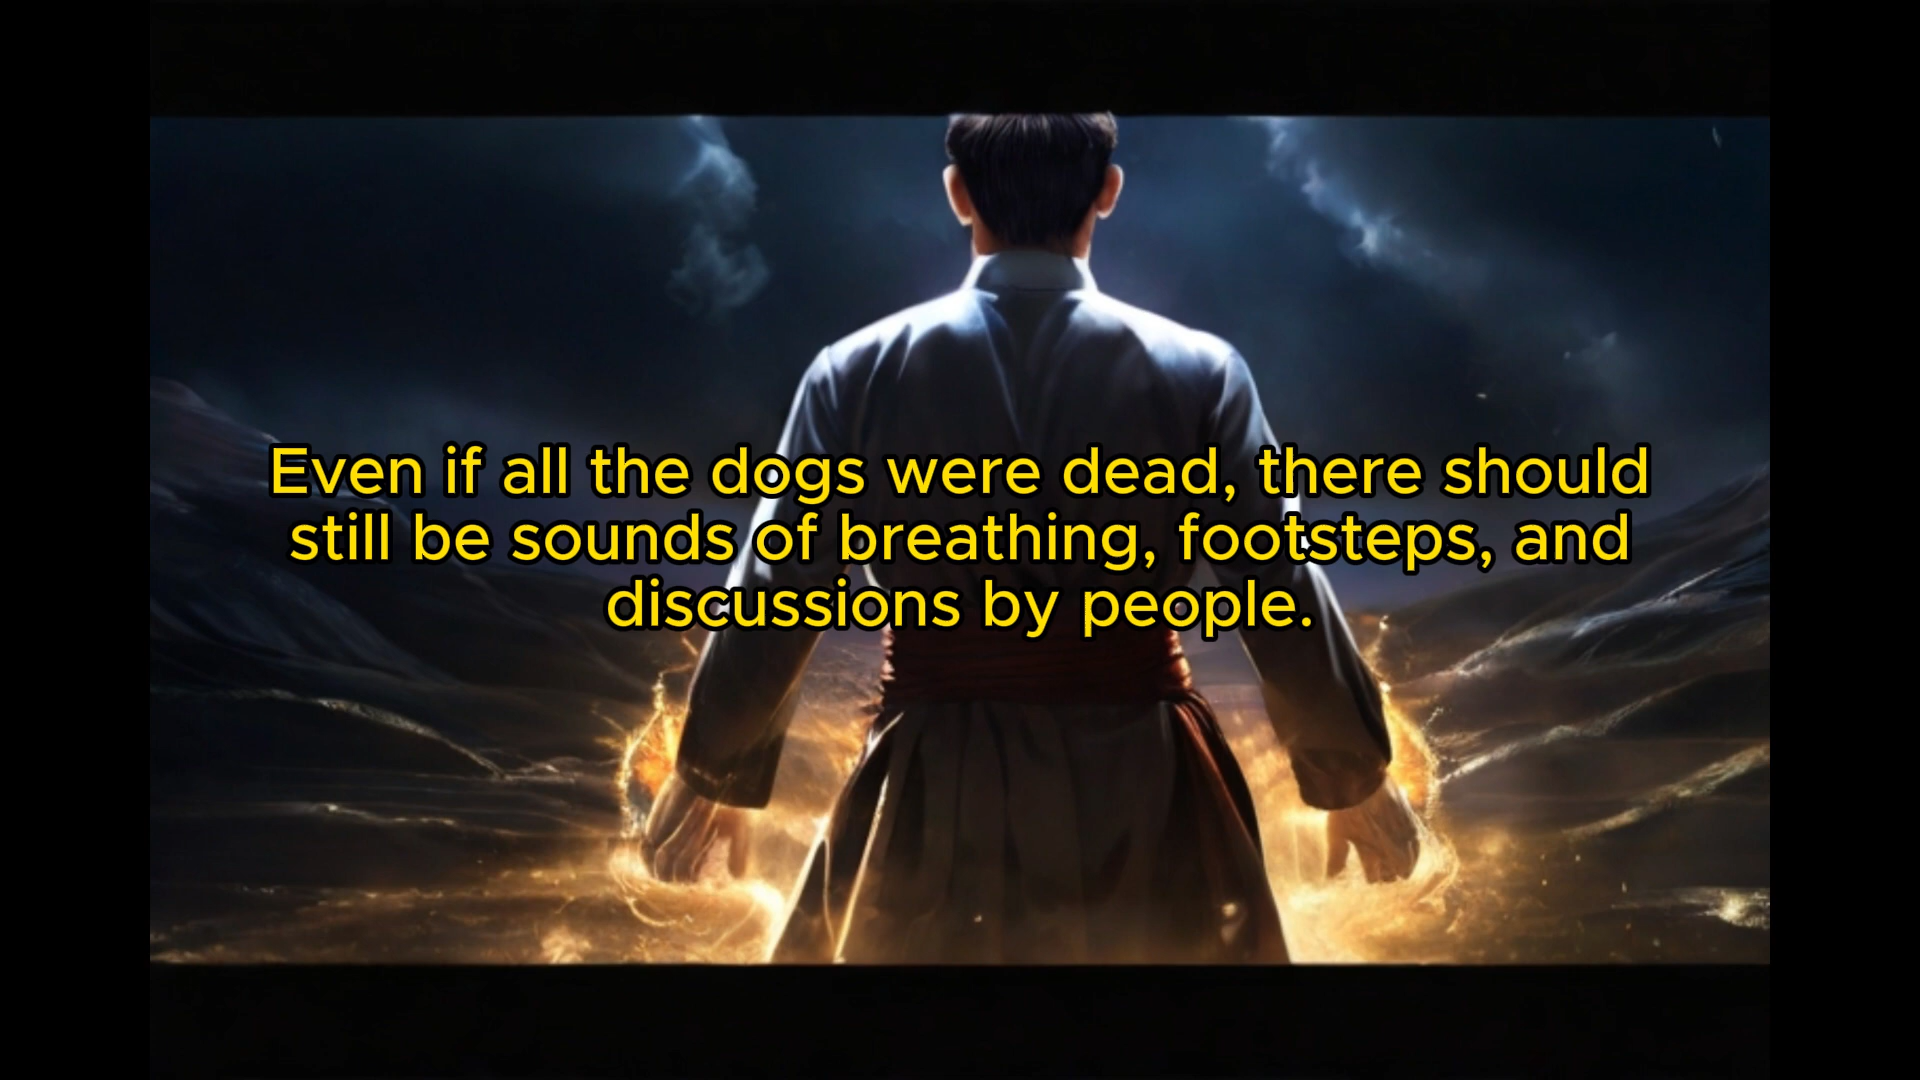 Even if all the dogs were dead, there should
still be sounds of breathing, footsteps, and
discussions by people.